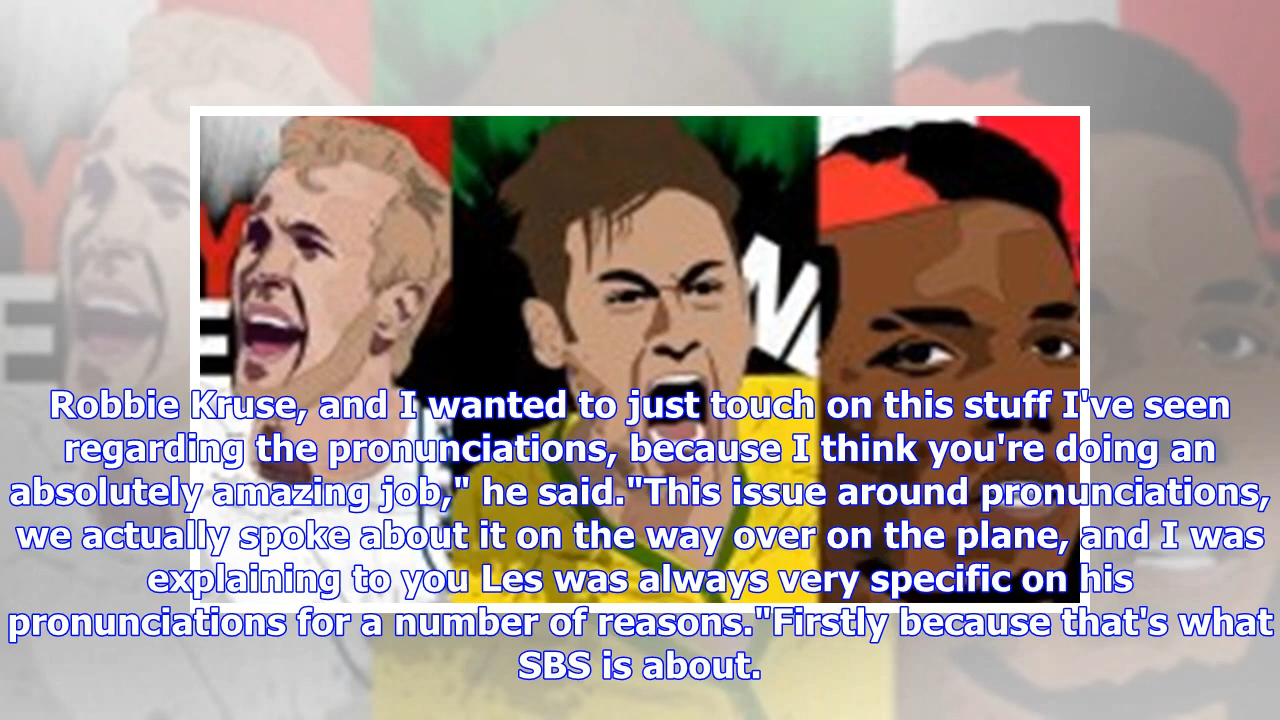 Robbie Kruse, and I wanted to just touch on this stuff I've seen
regarding the pronunciations, because I think you're doing an
absolutely amazing job," he said."This issue around pronunciations,
we actually spoke about it on the way over on the plane, and I was
explaining to you Les was always very specific on his
pronunciations for a number of reasons."Firstly because that's what
SBS is about.